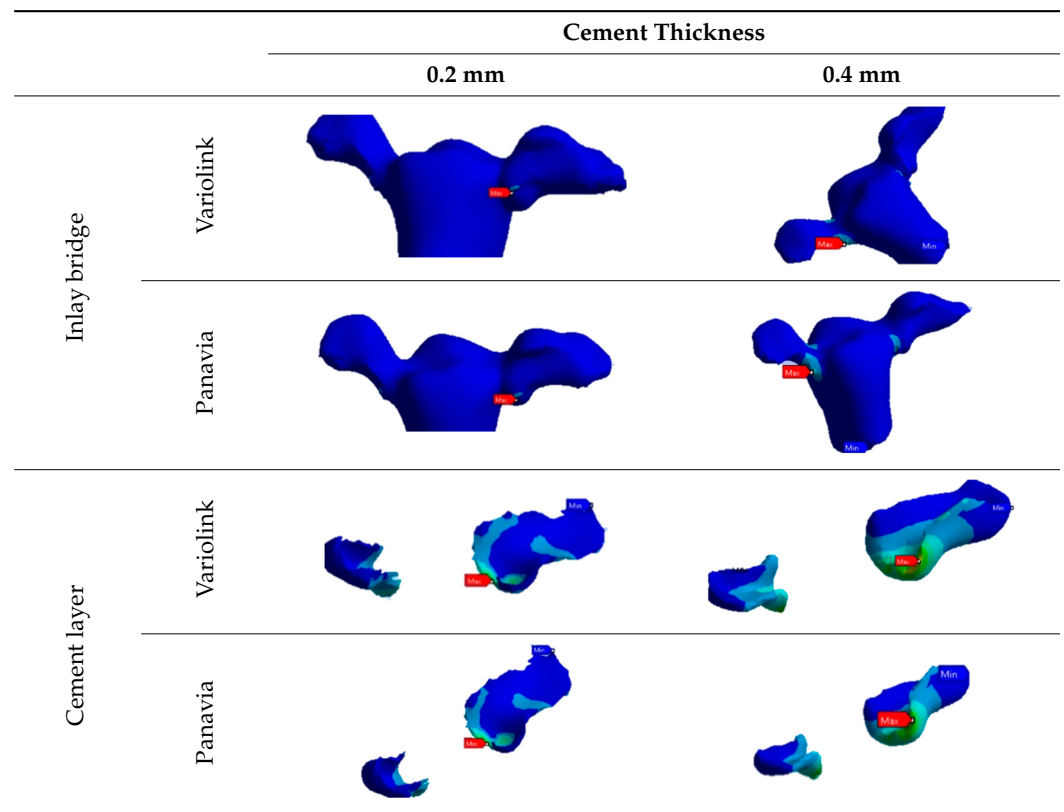 Cement Thickness
0.2 mm 0.4 mm
Inlay bridge
Variolink
Max
Max
Min
Panavia
Max
Max
Min
Cement layer
Variolink
Min
Max
Min
Max
Panavia
Min
Max
Min
Max